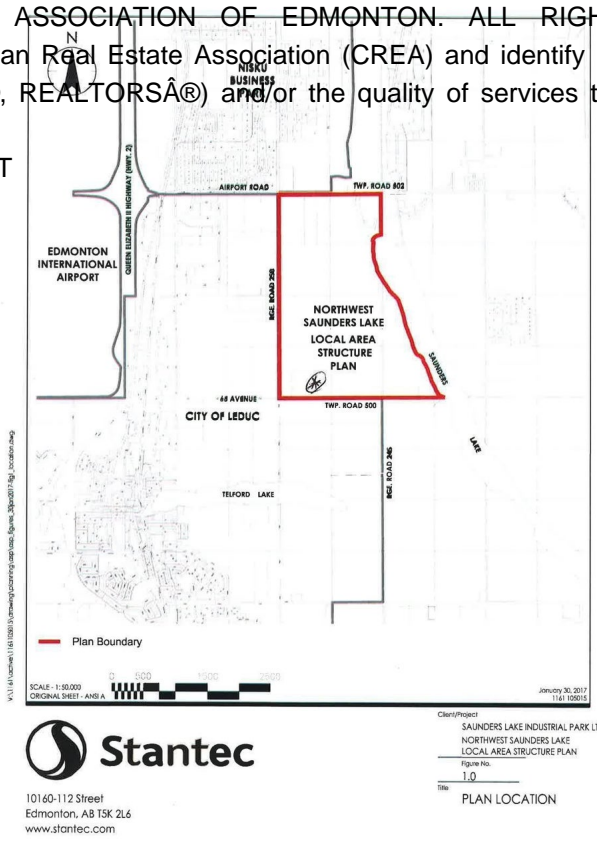 ASSOCIATION OF EDMONTON. ALL RIGH
an Real Estate Association (CREA) and identify
, REALTORSÂ®) and/or the quality of services t
T
N
NISKU
BUSINESS
PARK
QUEEN ELIZABETH II HIGHWAY (HWY. 2)
AIRPORT ROAD
TWP. ROAD 502
EDMONTON
INTERNATIONAL
AIRPORT
RGE. ROAD 250
NORTHWEST
SAUNDERS LAKE
LOCAL AREA
STRUCTURE
PLAN
SAUNDERS
LAKE
65 AVENUE
TWP. ROAD 500
CITY OF LEDUC
RGE. ROAD 245
TELFORD LAKE
Plan Boundary
0 500 1500 2500
SCALE - 1: 50,000
ORIGINAL SHEET - ANSI A
January 30, 2017
1161 105015
Stantec
10160-112 Street
Edmonton, AB T5K 2L6
www.stantec.com
Client/Project
SAUNDERS LAKE INDUSTRIAL PARK LT
NORTHWEST SAUNDERS LAKE
LOCAL AREA STRUCTURE PLAN
Figure No.
1.0
Title
PLAN LOCATION